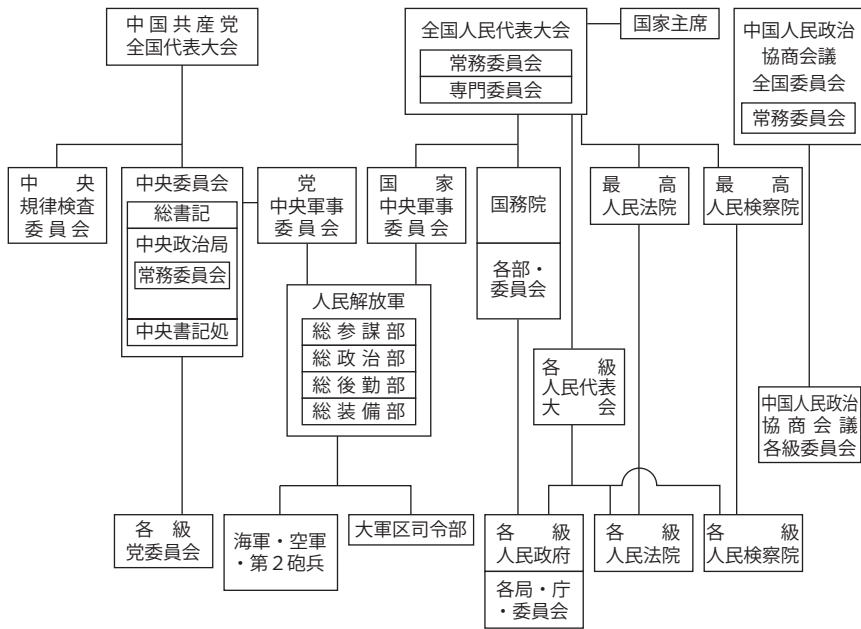 中国共産党
全国代表大会
全国人民代表大会
常務委員会
専門委員会
国家主席
中国人民政治
協商会議
全国委員会
常務委員会
中央
規律検査
委員会
中央委員会
総書記
中央政治局
常務委員会
中央書記処
党
中央軍事
委員会
国家
中央軍事
委員会
国務院
各部・
委員会
最高
人民法院
最高
人民検察院
人民解放軍
総参謀部
総政治部
総後勤部
総装備部
各級
人民代表
大会
中国人民政治
協商会議
各級委員会
各級
党委員会
海軍・空軍
・第2砲兵
大軍区司令部
各級
人民政府
各局・庁
・委員会
各級
人民法院
各級
人民検察院